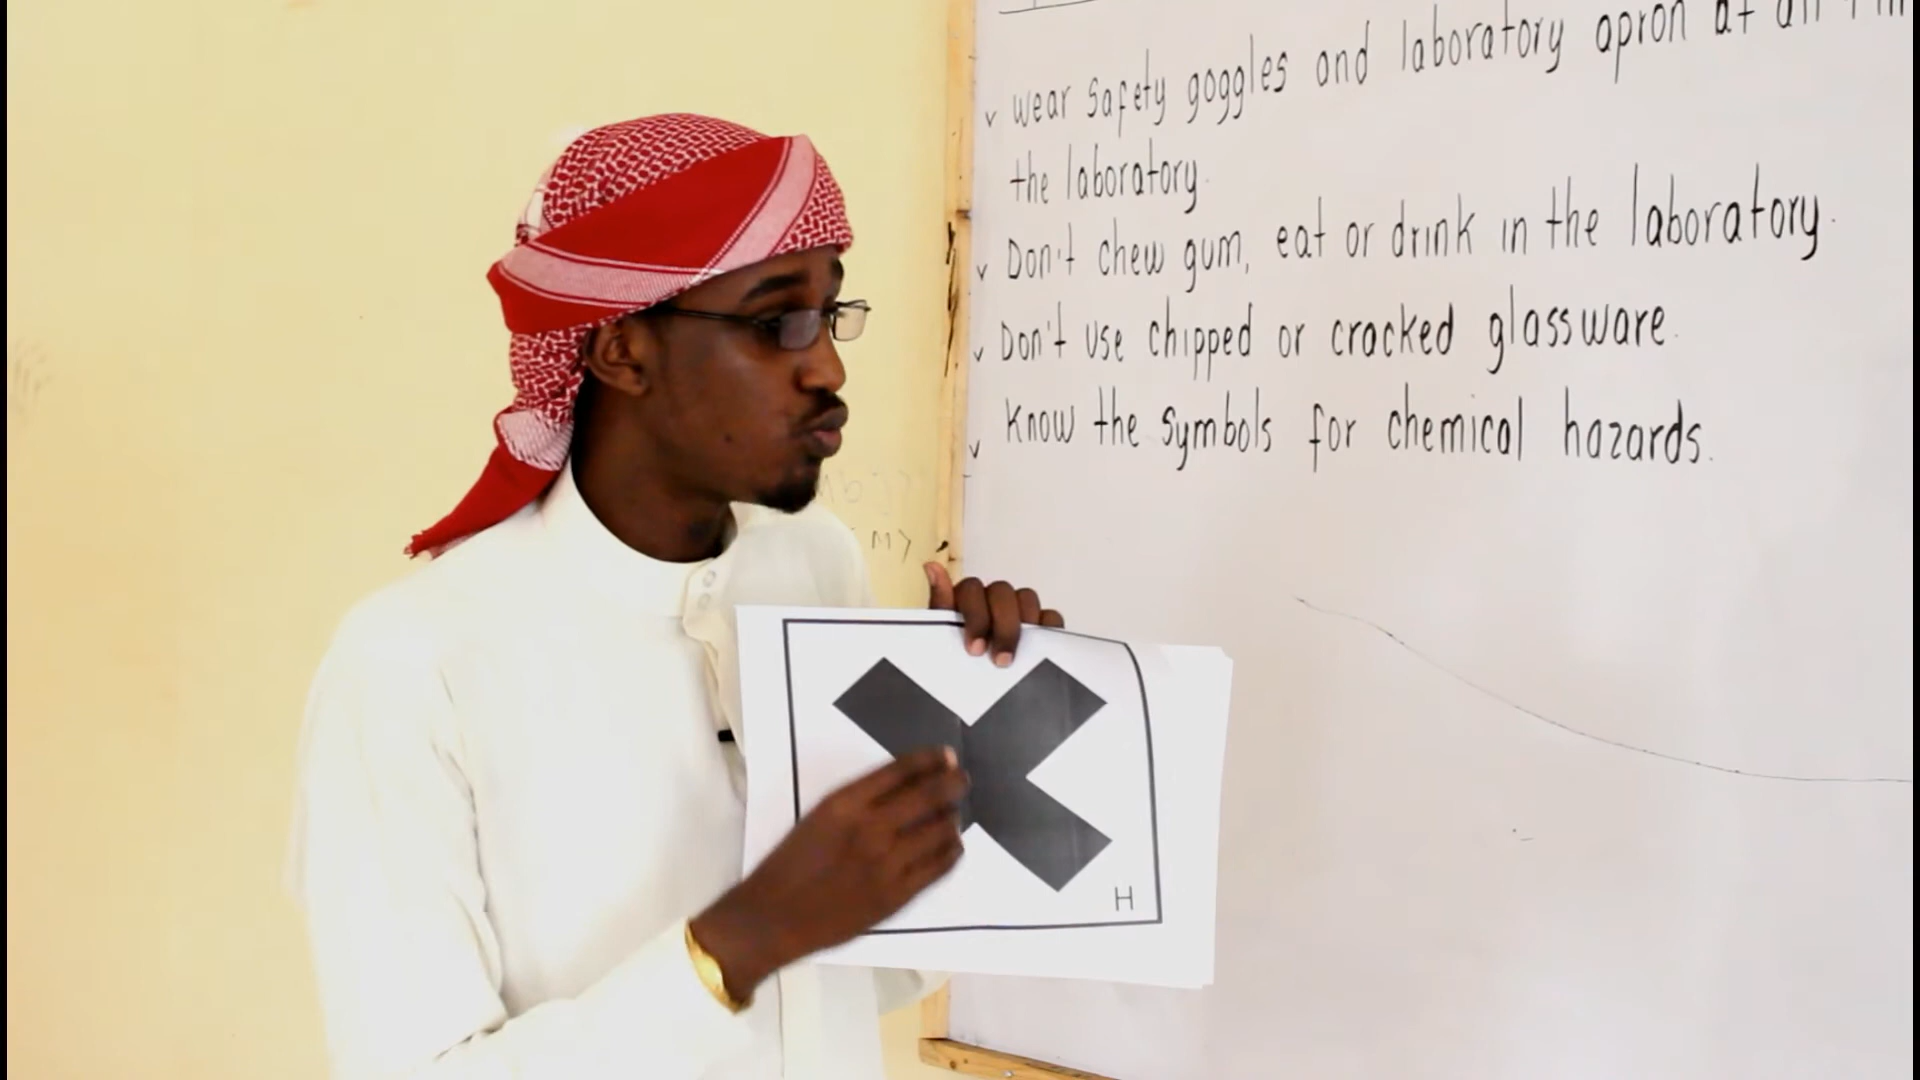 wear safety goggles and laboratory apron at all
the laboratory.
Don't chew gum, eat or drink in the laboratory.
Don't use chipped or cracked glassware.
Know the symbols for chemical hazards.
H